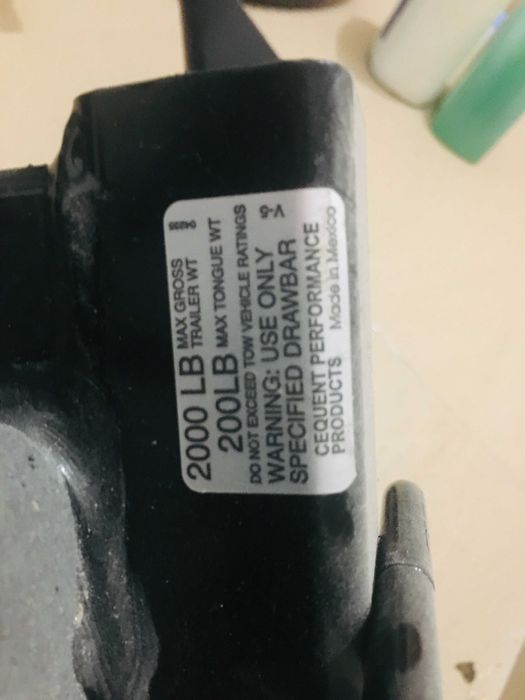 2000 LB MAX GROSS TRAILER WT
200LB MAX TONGUE WT
DO NOT EXCEED TOW VEHICLE RATINGS
WARNING: USE ONLY
SPECIFIED DRAWBAR
CEQUENT PERFORMANCE
PRODUCTS Made in Mexico
V-5